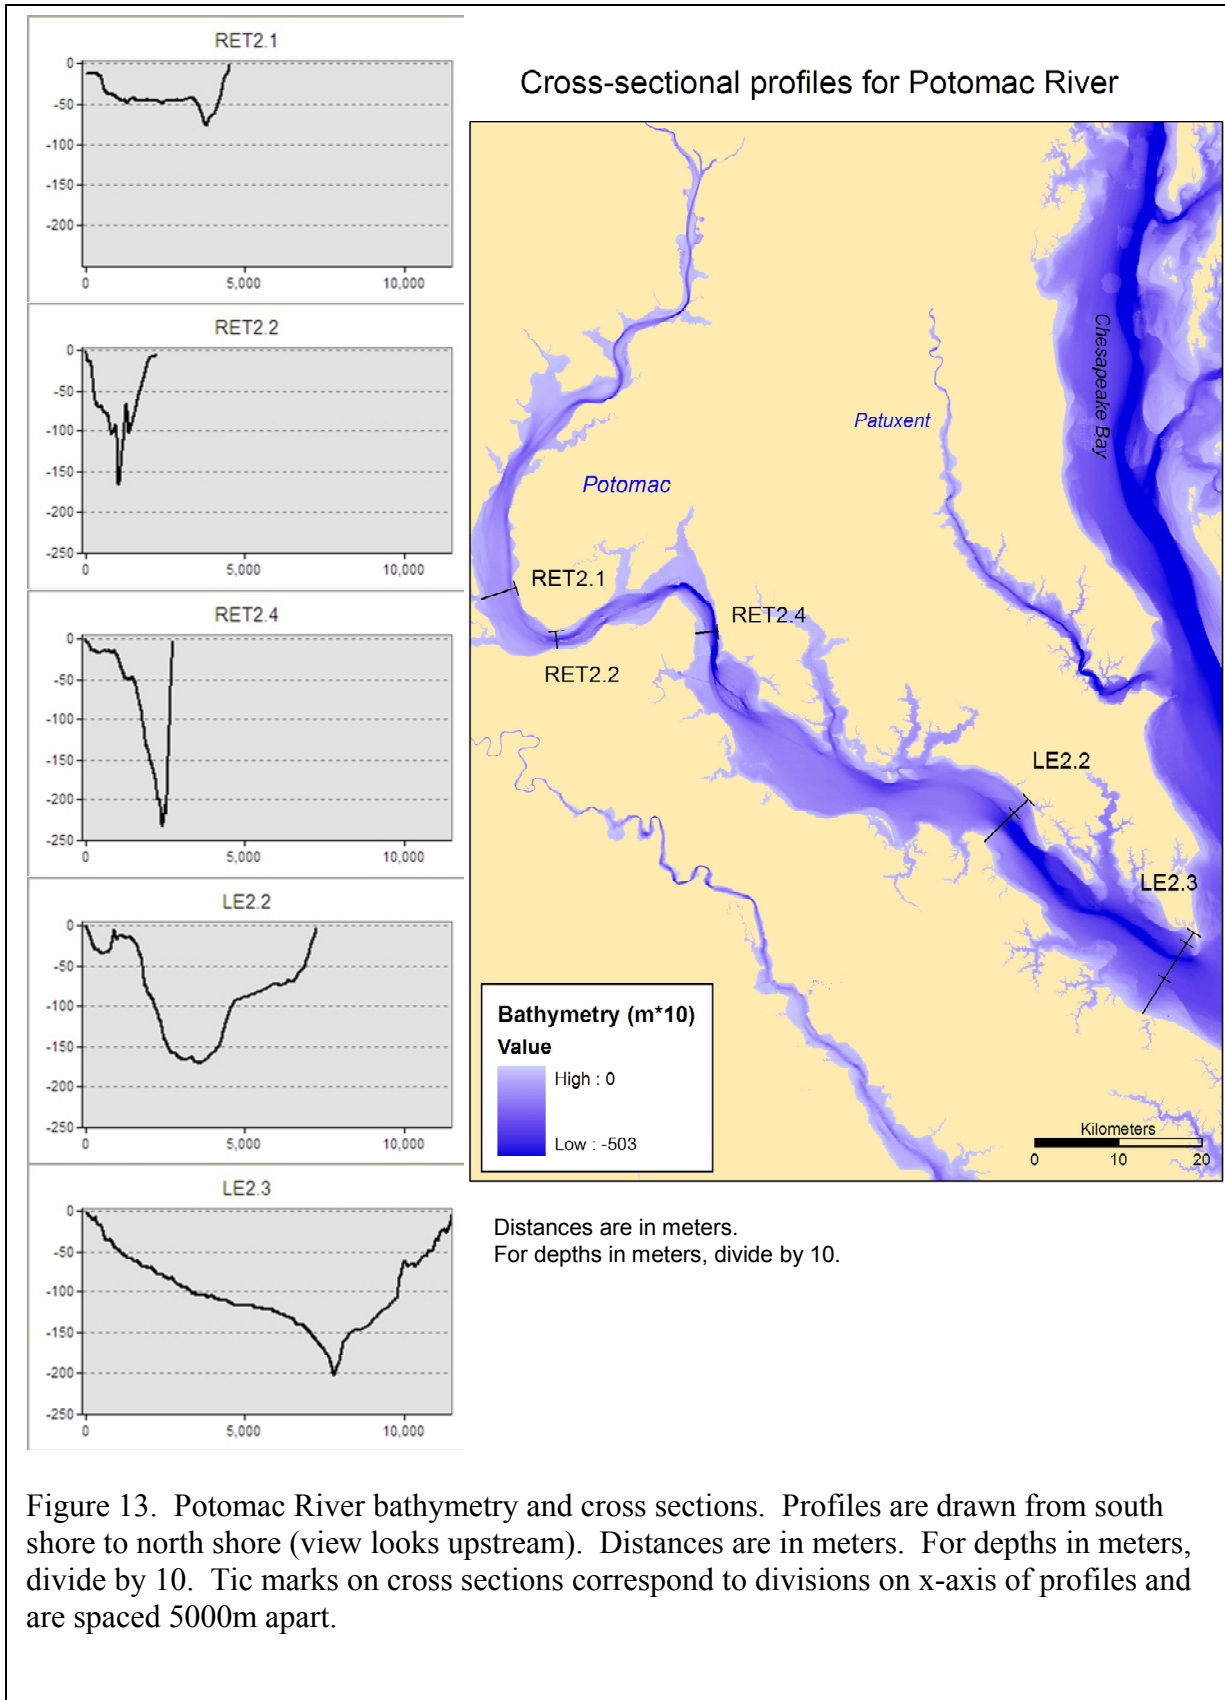 RET2.1
0
-50
-100
-150
-200
0 5,000 10,000
RET2.2
0
-50
-100
-150
-200
-250
0 5,000 10,000
RET2.4
0
-50
-100
-150
-200
-250
0 5,000 10,000
LE2.2
0
-50
-100
-150
-200
-250
0 5,000 10,000
LE2.3
0
-50
-100
-150
-200
-250
0 5,000 10,000
Cross-sectional profiles for Potomac River
Chesapeake Bay
Patuxent
Potomac
RET2.1
RET2.4
RET2.2
LE2.2
LE2.3
Bathymetry (m*10)
Value
High : 0
Low : -503
Kilometers
0 10 20
Distances are in meters.
For depths in meters, divide by 10.
Figure 13. Potomac River bathymetry and cross sections. Profiles are drawn from south
shore to north shore (view looks upstream). Distances are in meters. For depths in meters,
divide by 10. Tic marks on cross sections correspond to divisions on x-axis of profiles and
are spaced 5000m apart.